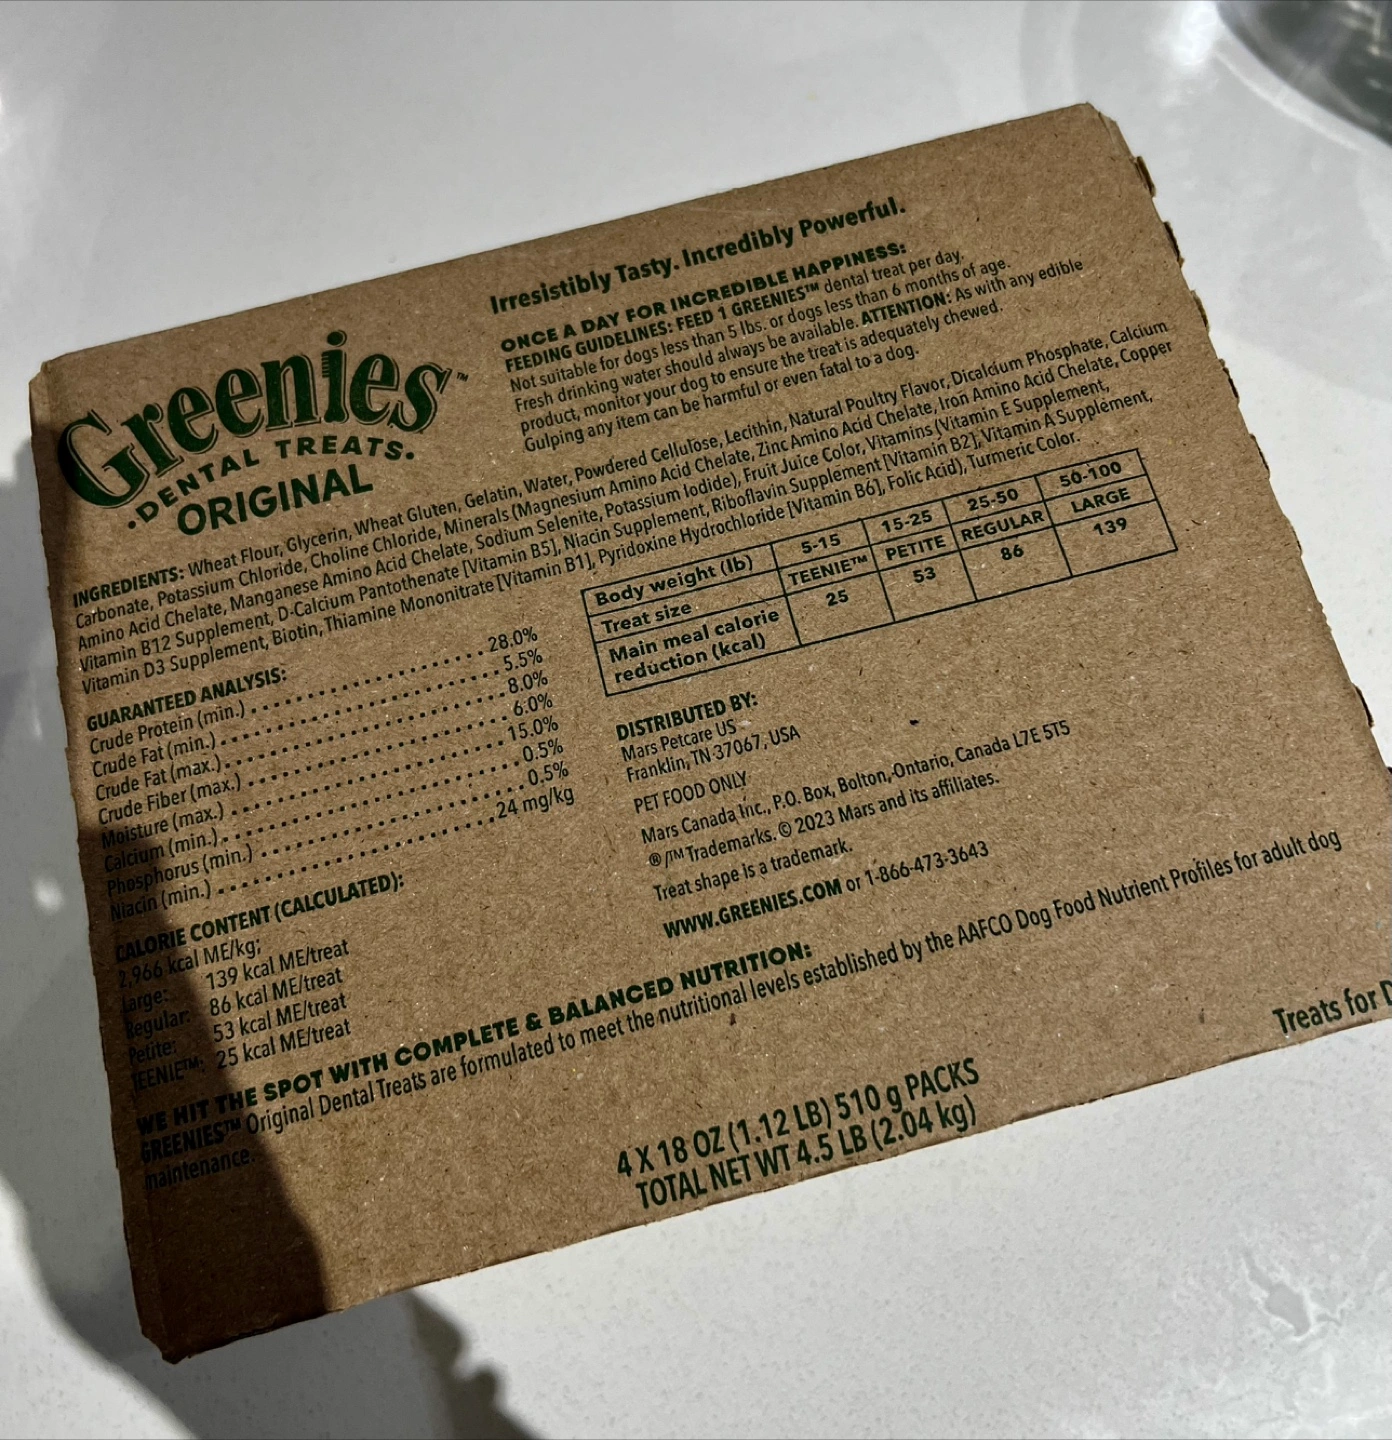 Greenies™
•DENTAL TREATS.
ORIGINAL
Irresistibly Tasty. Incredibly Powerful.
ONCE A DAY FOR INCREDIBLE HAPPINESS:
FEEDING GUIDELINES: FEED 1 GREENIES™ dental treat per day.
Not suitable for dogs less than 5 lbs. or dogs less than 6 months of age.
Fresh drinking water should always be available. ATTENTION: As with any edible
product, monitor your dog to ensure the treat is adequately chewed.
Gulping any item can be harmful or even fatal to a dog.
INGREDIENTS: Wheat Flour, Glycerin, Wheat Gluten, Gelatin, Water, Powdered Cellulose, Lecithin, Natural Poultry Flavor, Dicalcium Phosphate, Calcium
Carbonate, Potassium Chloride, Choline Chloride, Minerals (Magnesium Amino Acid Chelate, Zinc Amino Acid Chelate, Iron Amino Acid Chelate, Copper
Amino Acid Chelate, Manganese Amino Acid Chelate, Sodium Selenite, Potassium Iodide), Fruit Juice Color, Vitamins (Vitamin E Supplement,
Vitamin B12 Supplement, D-Calcium Pantothenate [Vitamin B5], Niacin Supplement, Riboflavin Supplement [Vitamin B2], Vitamin A Supplement,
Vitamin D3 Supplement, Biotin, Thiamine Mononitrate [Vitamin B1], Pyridoxine Hydrochloride [Vitamin B6], Folic Acid), Turmeric Color.
GUARANTEED ANALYSIS:
Crude Protein (min.) 28.0%
Crude Fat (min.) 5.5%
Crude Fat (max.) 8.0%
Crude Fiber (max.) 6.0%
Moisture (max.) 15.0%
Calcium (min.) 0.5%
Phosphorus (min.) 0.5%
Niacin (min.) 24 mg/kg
CALORIE CONTENT (CALCULATED):
2,966 kcal ME/kg;
Large: 139 kcal ME/treat
Regular: 86 kcal ME/treat
Petite: 53 kcal ME/treat
TEENIE™: 25 kcal ME/treat
Body weight (lb) 5-15 15-25 25-50 50-100
Treat size TEENIE™ PETITE REGULAR LARGE
Main meal calorie
reduction (kcal) 25 53 86 139
DISTRIBUTED BY:
Mars Petcare US
Franklin, TN 37067, USA
PET FOOD ONLY
Mars Canada Inc., P.O. Box, Bolton, Ontario, Canada L7E 5T5
®/™ Trademarks. © 2023 Mars and its affiliates.
Treat shape is a trademark.
WWW.GREENIES.COM or 1-866-473-3643
WE HIT THE SPOT WITH COMPLETE & BALANCED NUTRITION:
GREENIES™ Original Dental Treats are formulated to meet the nutritional levels established by the AAFCO Dog Food Nutrient Profiles for adult dog
maintenance.
4 X 18 OZ (1.12 LB) 510 g PACKS
TOTAL NET WT 4.5 LB (2.04 kg)
Treats for D